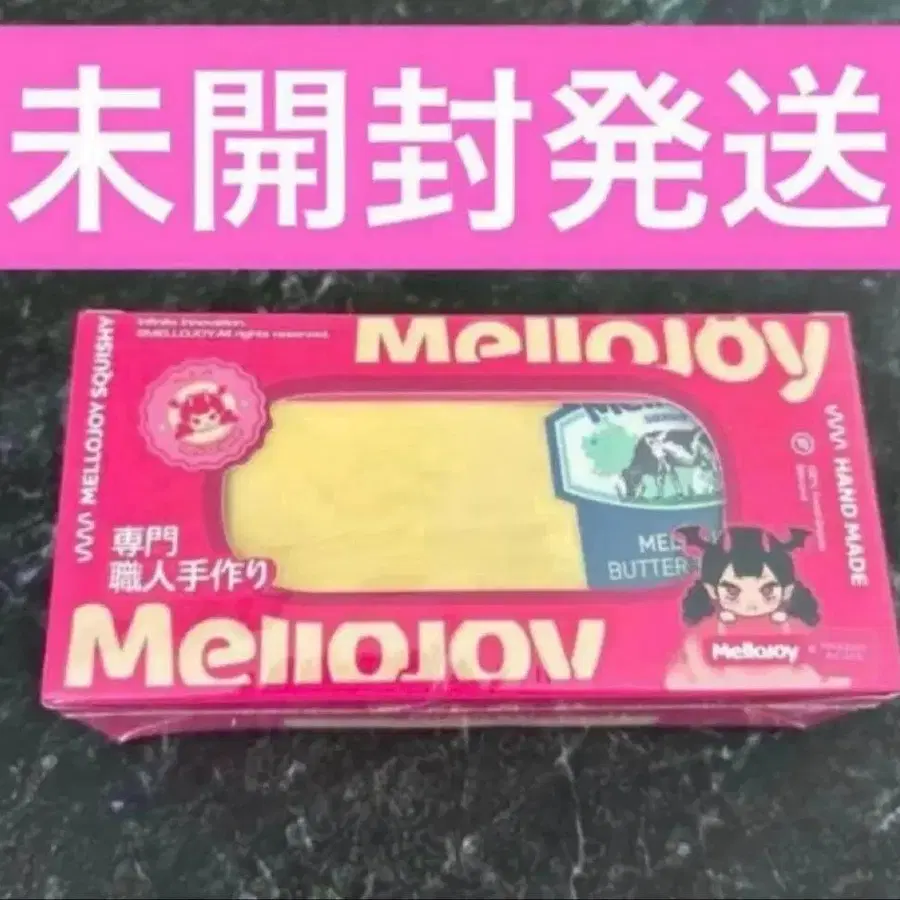 未開封発送
Infinite Innovation.
©MELLOJOY.All rights reserved.
MelloJoy
MELLOJOY SQUISHY
HAND MADE
専門
職人手作り
BUTTER
MelloJoy
MelloJoy